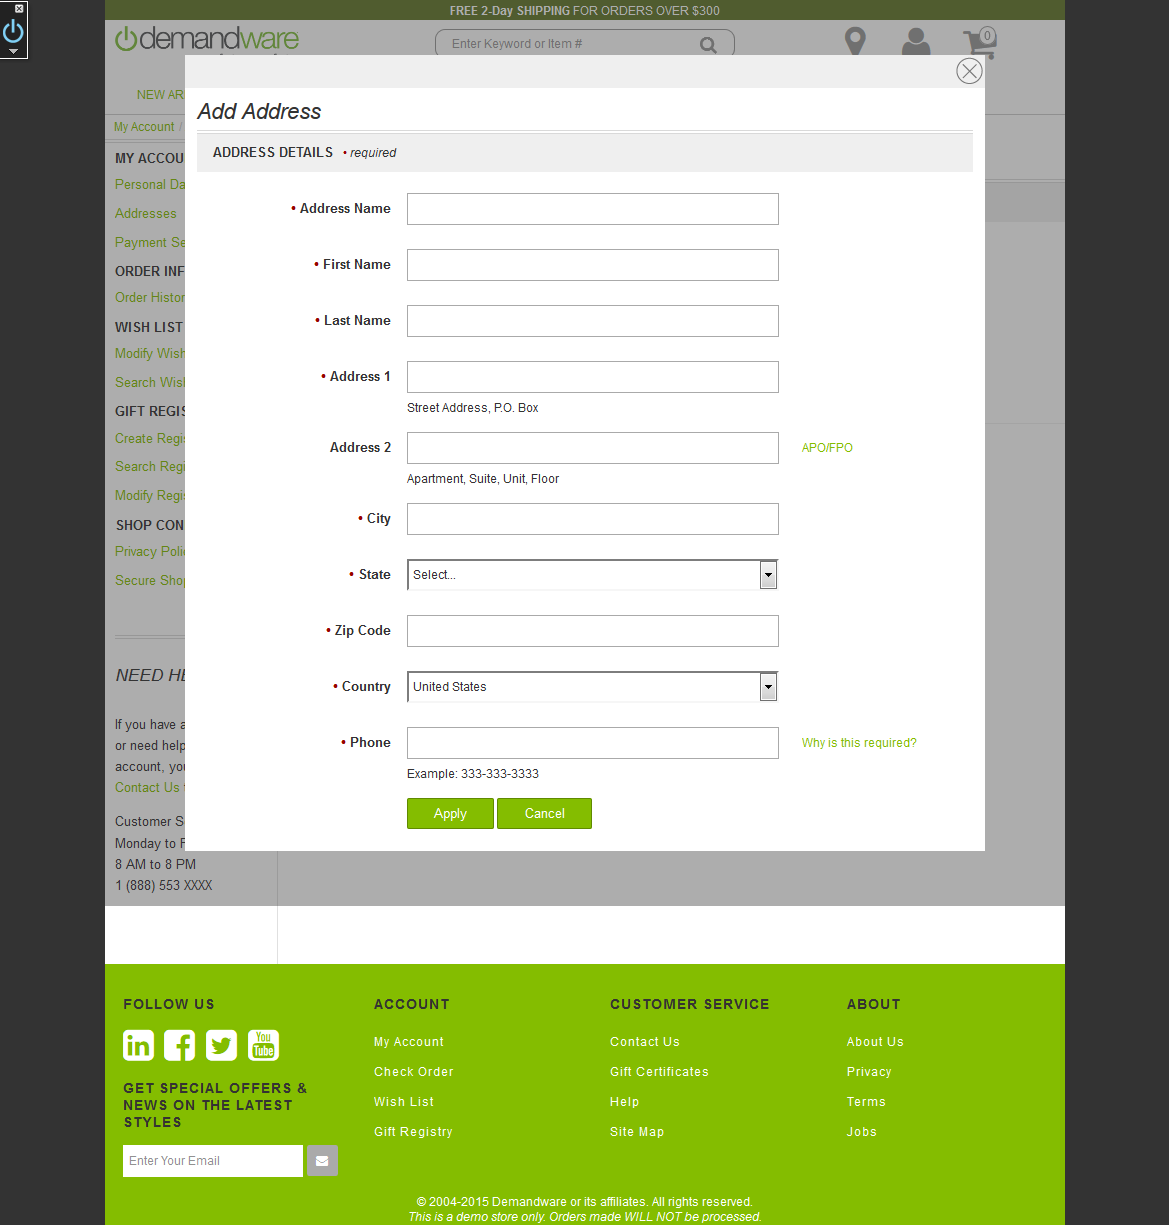 FREE 2-Day SHIPPING FOR ORDERS OVER $300
demandware
Enter Keyword or Item #
0
NEW AR
My Account /
Add Address
ADDRESS DETAILS • required
MY ACCOU
Personal Da
Addresses
Payment Se
ORDER INF
Order Histor
WISH LIST
Modify Wish
Search Wish
GIFT REGIS
Create Regis
Search Regi
Modify Regis
SHOP CON
Privacy Polic
Secure Shop
NEED HE
If you have a
or need help
account, you
Contact Us
Customer S
Monday to F
8 AM to 8 PM
1 (888) 553 XXXX
• Address Name
• First Name
• Last Name
• Address 1
Street Address, P.O. Box
Address 2 APO/FPO
Apartment, Suite, Unit, Floor
• City
• State Select...
• Zip Code
• Country United States
• Phone Why is this required?
Example: 333-333-3333
Apply Cancel
FOLLOW US
You
Tube
GET SPECIAL OFFERS &
NEWS ON THE LATEST
STYLES
Enter Your Email
ACCOUNT
My Account
Check Order
Wish List
Gift Registry
CUSTOMER SERVICE
Contact Us
Gift Certificates
Help
Site Map
ABOUT
About Us
Privacy
Terms
Jobs
© 2004-2015 Demandware or its affiliates. All rights reserved.
This is a demo store only. Orders made WILL NOT be processed.